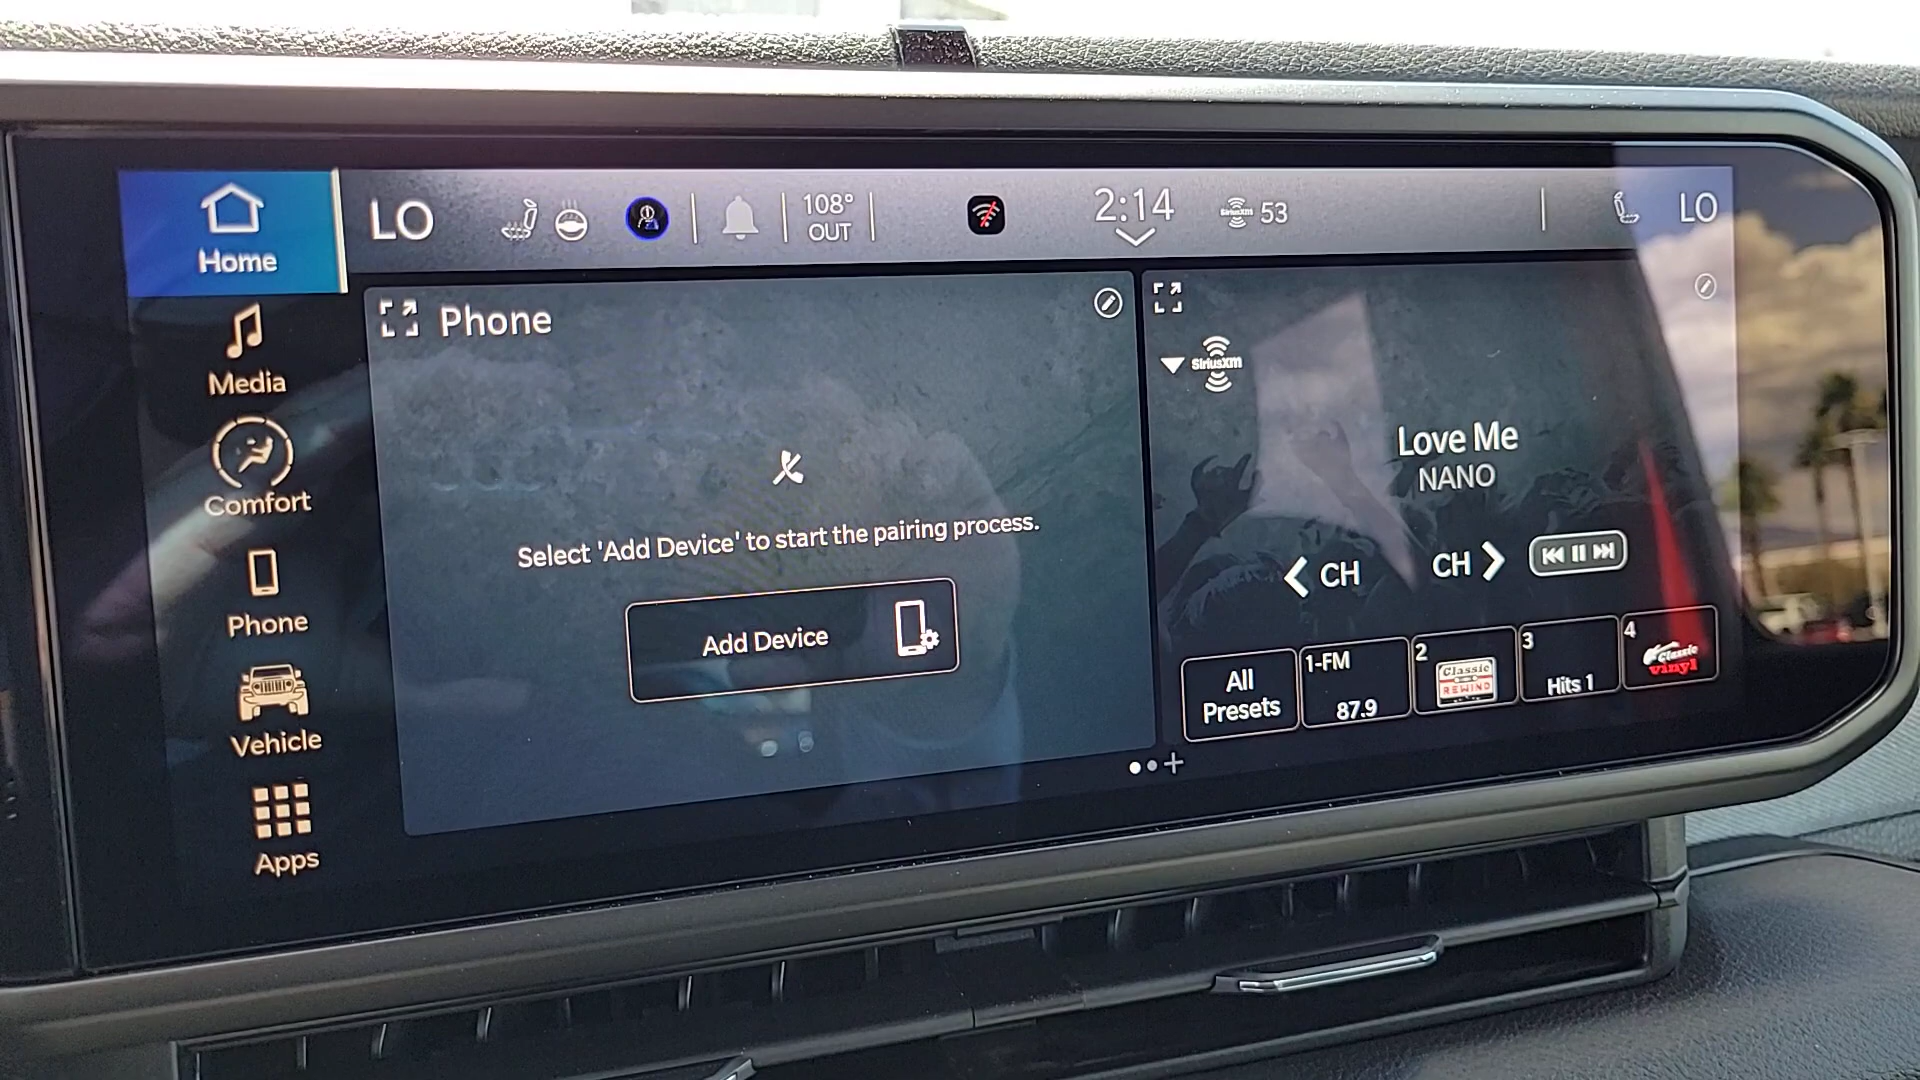 Home
LO
108°
OUT
2:14
SiriusXM
53
LO
Media
Comfort
Phone
Vehicle
Apps
Phone
Select 'Add Device' to start the pairing process.
Add Device
SiriusXM
Love Me
NANO
CH
CH
All
Presets
1-FM
87.9
2
Classic
REWIND
3
Hits 1
4
Classic
vinyl